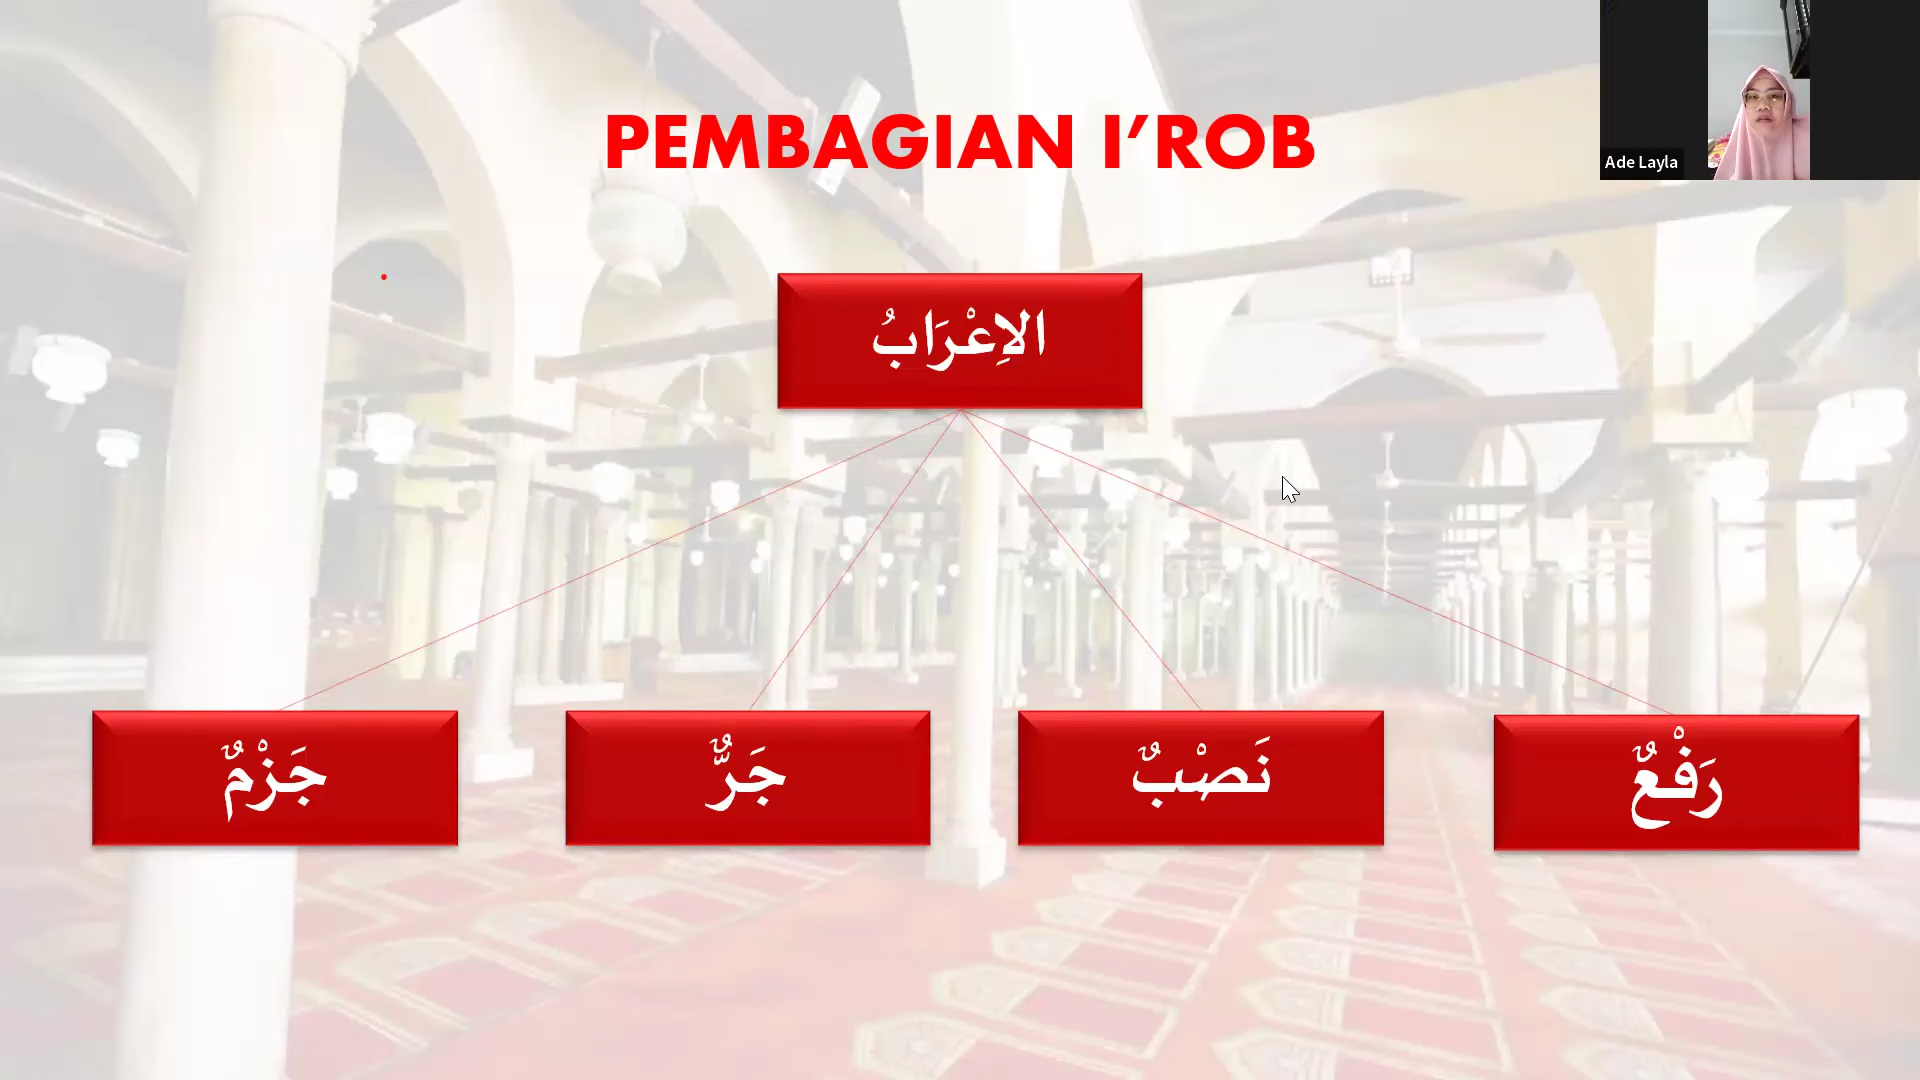 PEMBAGIAN I’ROB
Ade Layla
الاِعْرَابُ
رَفْعٌ
نَصْبٌ
جَرٌّ
جَزْمٌ